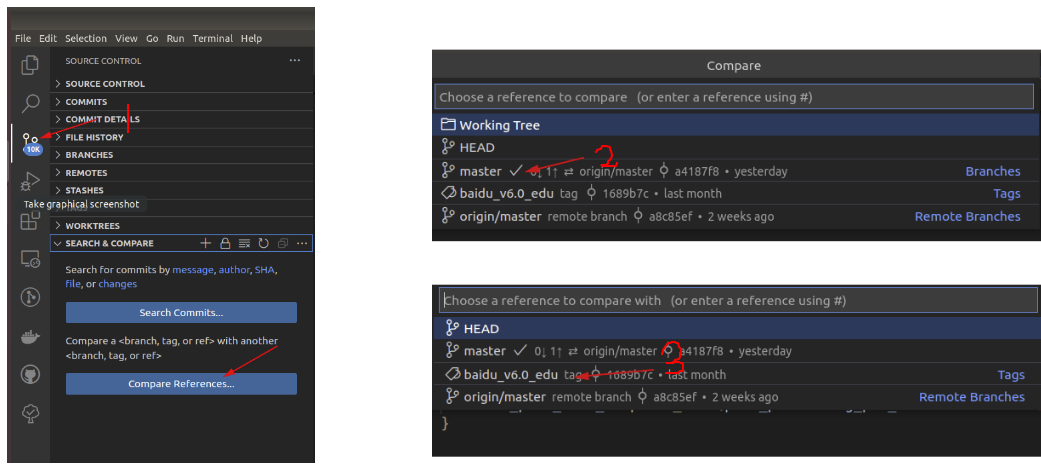 File Edit Selection View Go Run Terminal Help
SOURCE CONTROL
SOURCE CONTROL
COMMITS
COMMIT DETAILS
FILE HISTORY
10K
BRANCHES
REMOTES
STASHES
Take graphical screenshot
WORKTREES
SEARCH & COMPARE
Search for commits by message, author, SHA,
file, or changes
Search Commits...
Compare a <branch, tag, or ref> with another
<branch, tag, or ref>
Compare References...
1
Compare
Choose a reference to compare (or enter a reference using #)
Working Tree
HEAD
2
master 0↓ 1↑ ⇄ origin/master a4187f8 • yesterday Branches
baidu_v6.0_edu tag 1689b7c • last month Tags
origin/master remote branch a8c85ef • 2 weeks ago Remote Branches
Choose a reference to compare with (or enter a reference using #)
HEAD
master 0↓ 1↑ ⇄ origin/master a4187f8 • yesterday
3
baidu_v6.0_edu tag 1689b7c • last month Tags
origin/master remote branch a8c85ef • 2 weeks ago Remote Branches
}